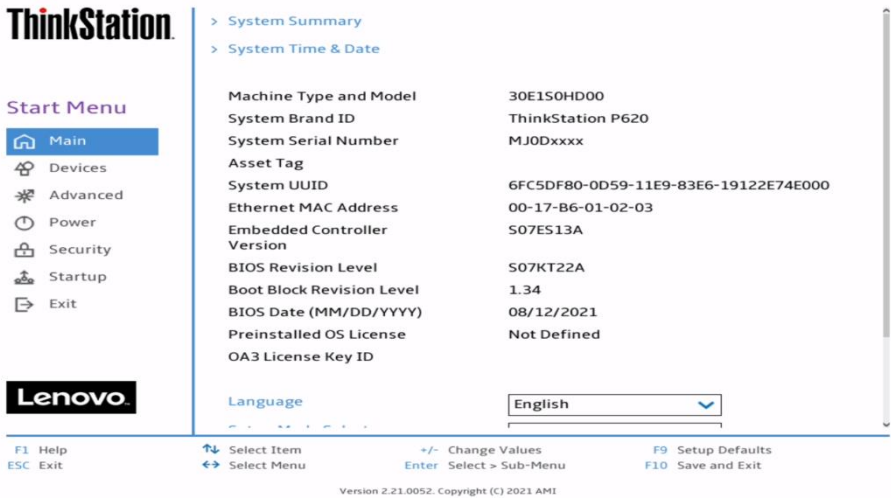 ThinkStation
Start Menu
Main
Devices
Advanced
Power
Security
Startup
Exit
Lenovo
> System Summary
> System Time & Date
Machine Type and Model 30E1S0HD00
System Brand ID ThinkStation P620
System Serial Number MJ0Dxxxx
Asset Tag
System UUID 6FC5DF80-0D59-11E9-83E6-19122E74E000
Ethernet MAC Address 00-17-B6-01-02-03
Embedded Controller S07ES13A
Version
BIOS Revision Level S07KT22A
Boot Block Revision Level 1.34
BIOS Date (MM/DD/YYYY) 08/12/2021
Preinstalled OS License Not Defined
OA3 License Key ID
Language English
F1 Help ↑↓ Select Item +/- Change Values F9 Setup Defaults
ESC Exit ↔ Select Menu Enter Select > Sub-Menu F10 Save and Exit
Version 2.21.0052. Copyright (C) 2021 AMI